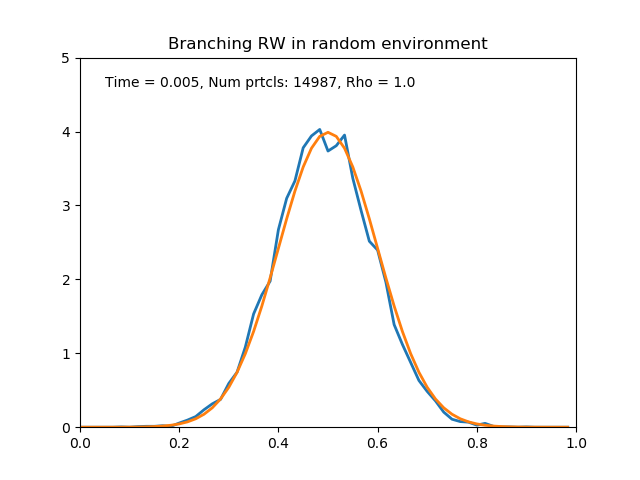 Branching RW in random environment
Time = 0.005, Num prtcls: 14987, Rho = 1.0
5
4
3
2
1
0
0.0 0.2 0.4 0.6 0.8 1.0